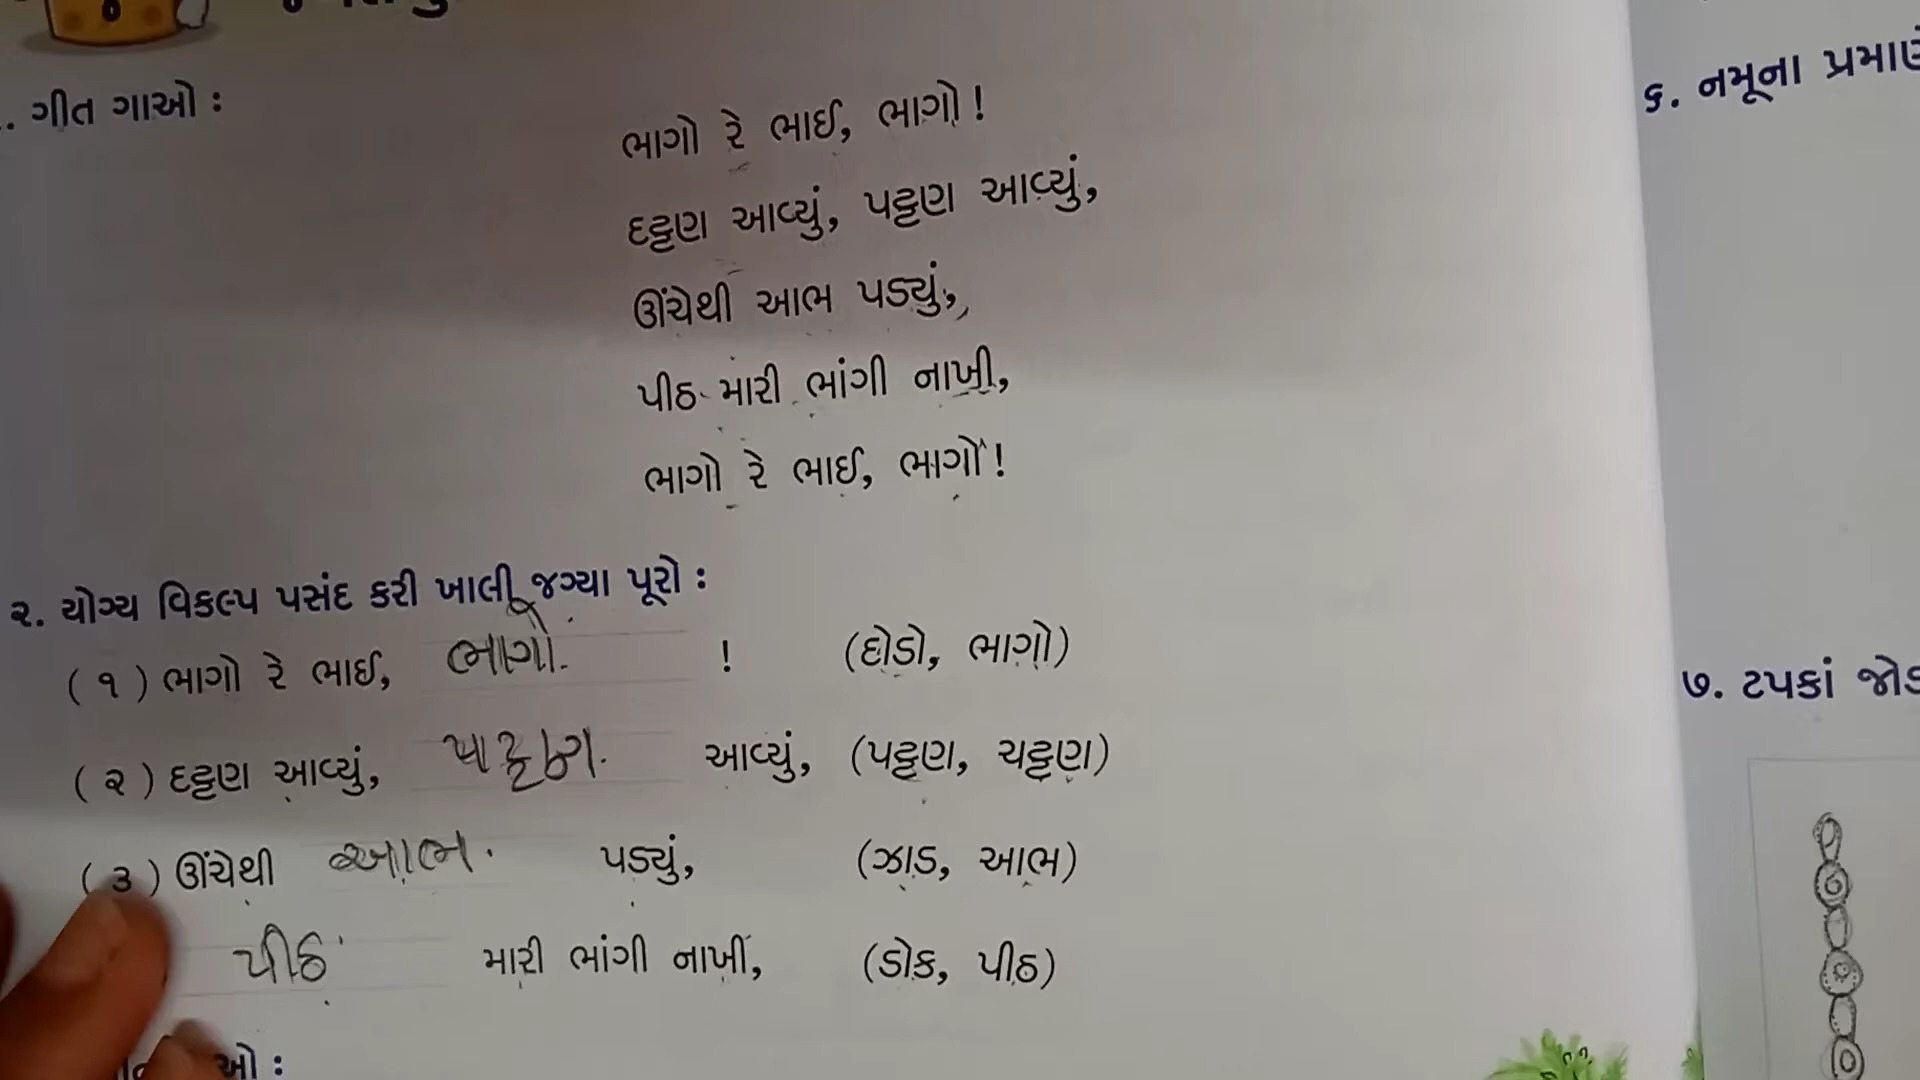 ગીત ગાઓ :
ભાગો રે ભાઈ, ભાગો!
દટ્ટણ આવ્યું, પટ્ટણ આવ્યું,
ઊંચેથી આભ પડ્યું,
પીઠ મારી ભાંગી નાખી,
ભાગો રે ભાઈ, ભાગો!
૨. યોગ્ય વિકલ્પ પસંદ કરી ખાલી જગ્યા પૂરો :
(૧) ભાગો રે ભાઈ, ભાગો. ! (દોડો, ભાગો)
(૨) દટ્ટણ આવ્યું, પટ્ટણ. આવ્યું, (પટ્ટણ, ચટ્ટણ)
(૩) ઊંચેથી આભ. પડ્યું, (ઝાડ, આભ)
પીઠ મારી ભાંગી નાખી, (ડોક, પીઠ)
૬. નમૂના
૭. ટપકાં